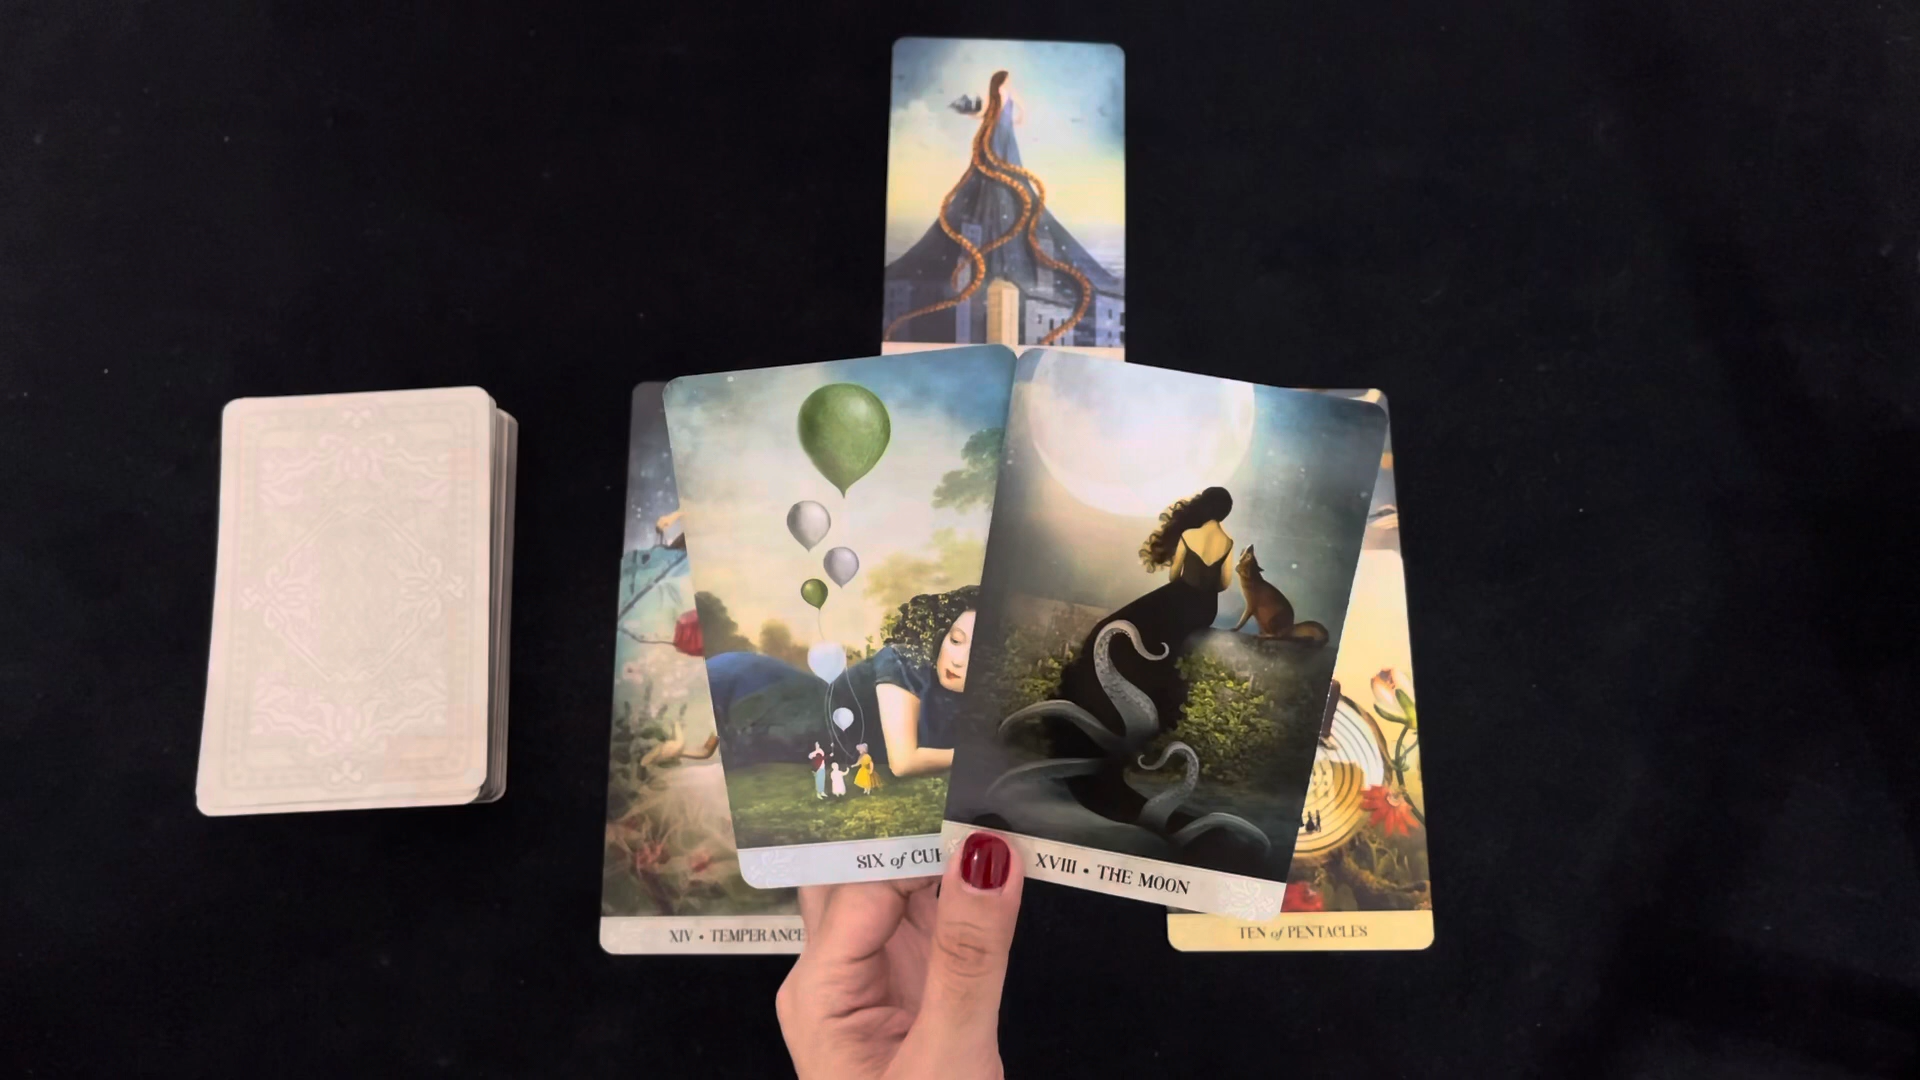 SIX of CU
XVIII • THE MOON
XIV • TEMPERANCE
TEN of PENTACLES